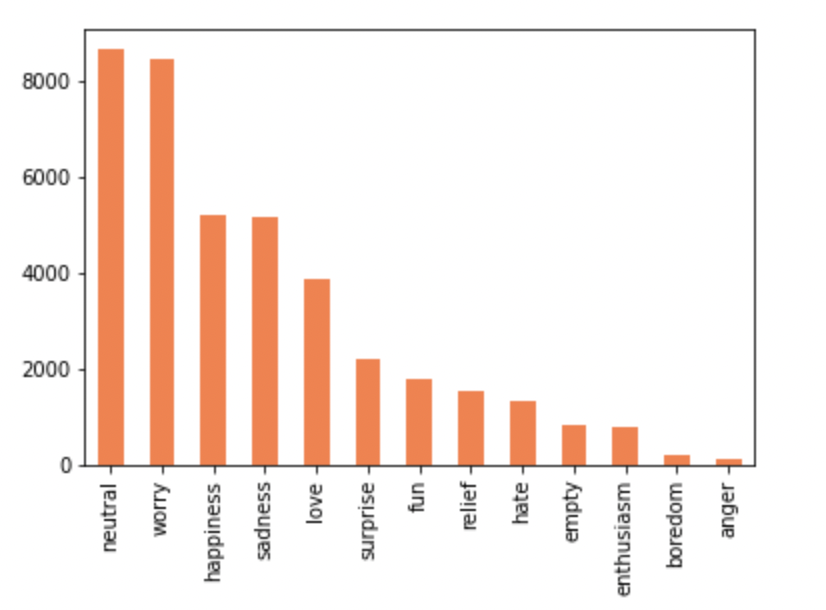 8000
6000
4000
2000
0
neutral
worry
happiness
sadness
love
surprise
fun
relief
hate
empty
enthusiasm
boredom
anger